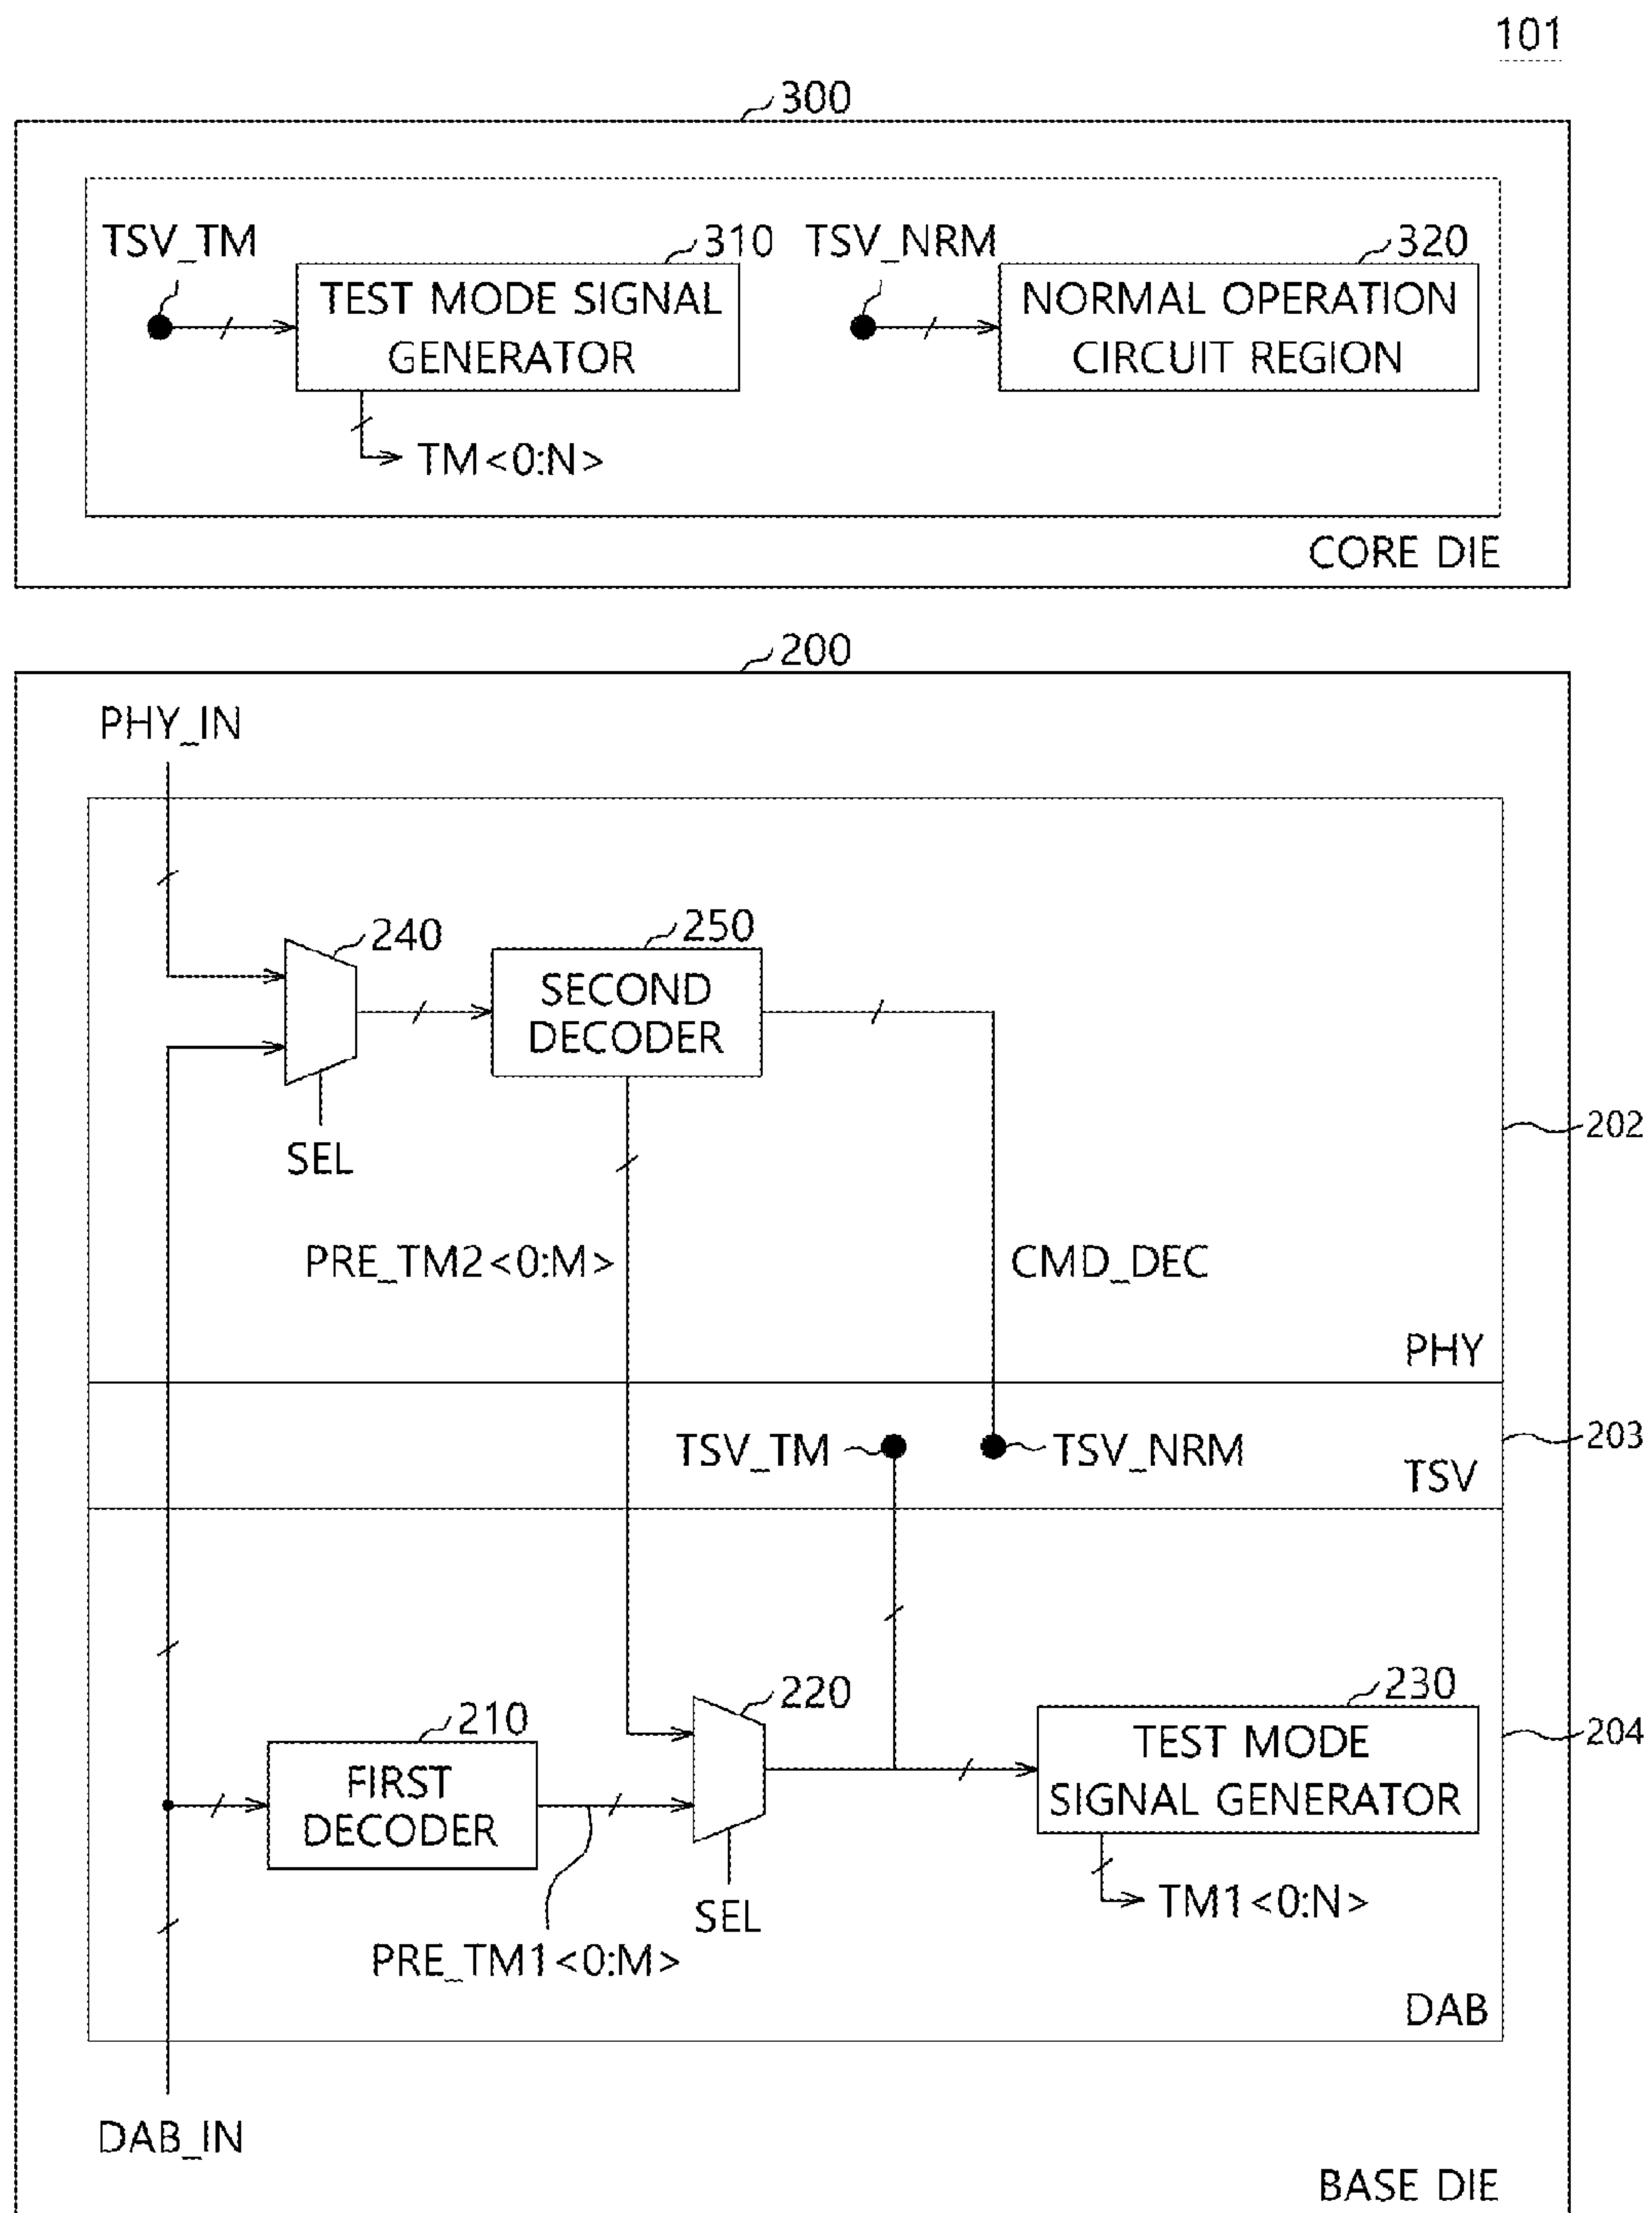 101
300
TSV_TM
310
TEST MODE SIGNAL
GENERATOR
TM<0:N>
TSV_NRM
320
NORMAL OPERATION
CIRCUIT REGION
CORE DIE
200
PHY_IN
240
SEL
250
SECOND
DECODER
202
PRE_TM2<0:M>
CMD_DEC
PHY
TSV_TM
TSV_NRM
203
TSV
210
FIRST
DECODER
PRE_TM1<0:M>
220
SEL
230
TEST MODE
SIGNAL GENERATOR
TM1<0:N>
204
DAB
DAB_IN
BASE DIE